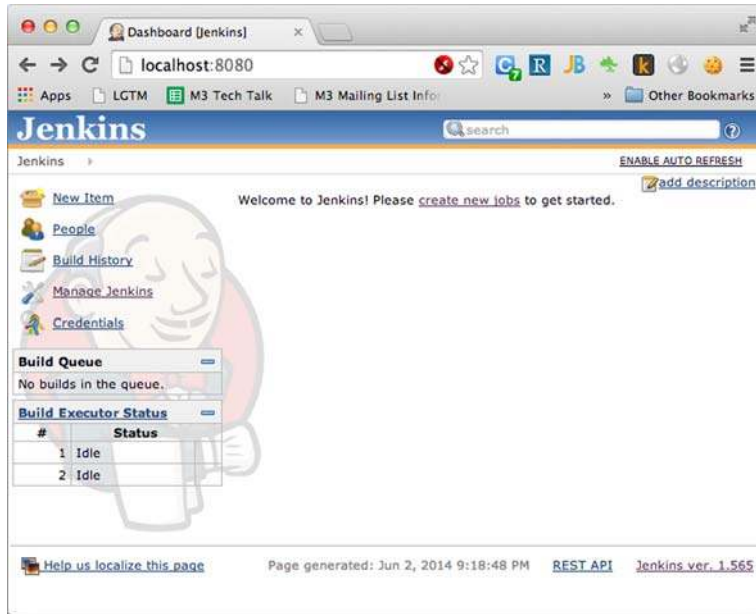 Dashboard [Jenkins]
localhost:8080
Apps LGTM M3 Tech Talk M3 Mailing List Infor » Other Bookmarks
Jenkins
search
Jenkins
ENABLE AUTO REFRESH
add description
New Item
Welcome to Jenkins! Please create new jobs to get started.
People
Build History
Manage Jenkins
Credentials
Build Queue
No builds in the queue.
Build Executor Status
# Status
1 Idle
2 Idle
Help us localize this page Page generated: Jun 2, 2014 9:18:48 PM REST API Jenkins ver. 1.565